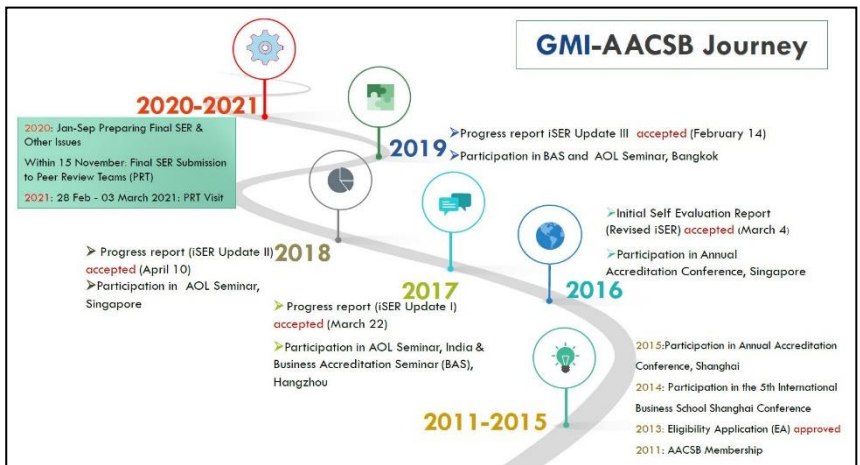 GMI-AACSB Journey
2020-2021
2020: Jan-Sep Preparing Final SER &
Other Issues
Within 15 November: Final SER Submission
to Peer Review Teams (PRT)
2021: 28 Feb - 03 March 2021: PRT Visit
2019
➢Progress report iSER Update III accepted (February 14)
➢Participation in BAS and AOL Seminar, Bangkok
2018
➢ Progress report (iSER Update II)
accepted (April 10)
➢Participation in AOL Seminar,
Singapore
2017
➢ Progress report (iSER Update I)
accepted (March 22)
➢Participation in AOL Seminar, India &
Business Accreditation Seminar (BAS),
Hangzhou
2016
➢Initial Self Evaluation Report
(Revised iSER) accepted (March 4)
➢Participation in Annual
Accreditation Conference, Singapore
2011-2015
2015:Participation in Annual Accreditation
Conference, Shanghai
2014: Participation in the 5th International
Business School Shanghai Conference
2013: Eligibility Application (EA) approved
2011: AACSB Membership